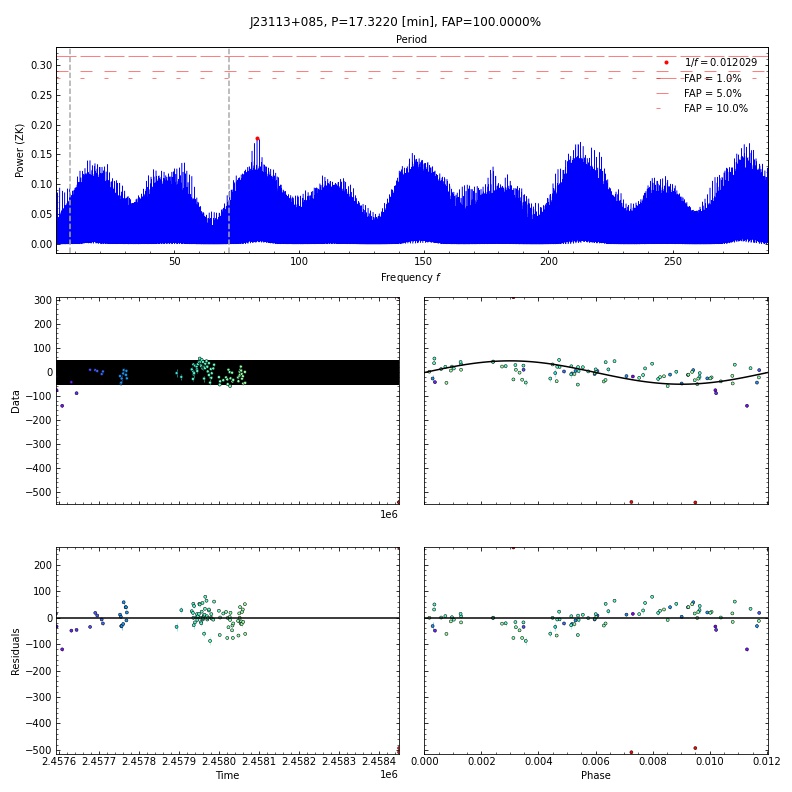 J23113+085, P=17.3220 [min], FAP=100.0000%
Period
Power (ZK)
0.30
0.25
0.20
0.15
0.10
0.05
0.00
1/f = 0.012029
FAP = 1.0%
FAP = 5.0%
FAP = 10.0%
50 100 150 200 250
Frequency f
Data
300
200
100
0
−100
−200
−300
−400
−500
1e6
Residuals
200
100
0
−100
−200
−300
−400
−500
2.4576 2.4577 2.4578 2.4579 2.4580 2.4581 2.4582 2.4583 2.4584
1e6
Time
0.000 0.002 0.004 0.006 0.008 0.010 0.012
Phase